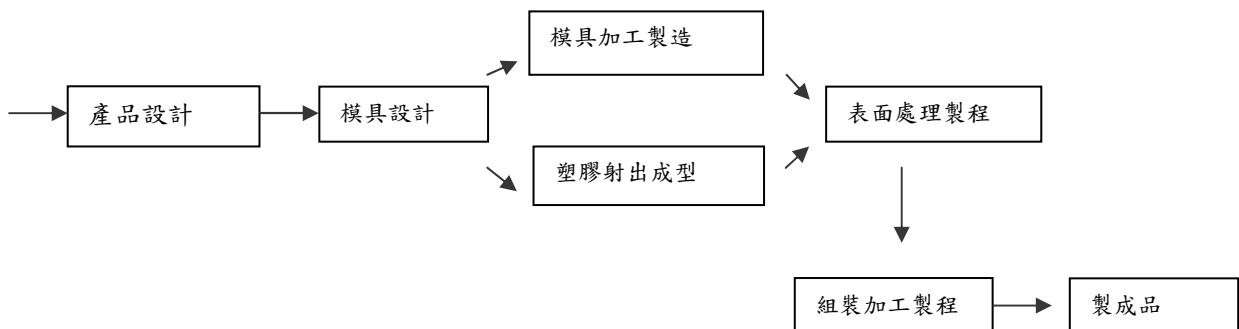 產品設計
模具設計
模具加工製造
塑膠射出成型
表面處理製程
組裝加工製程
製成品